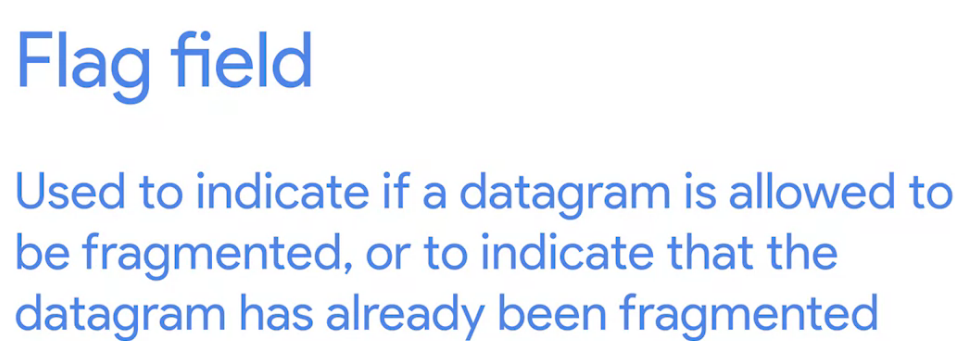 Flag field
Used to indicate if a datagram is allowed to
be fragmented, or to indicate that the
datagram has already been fragmented